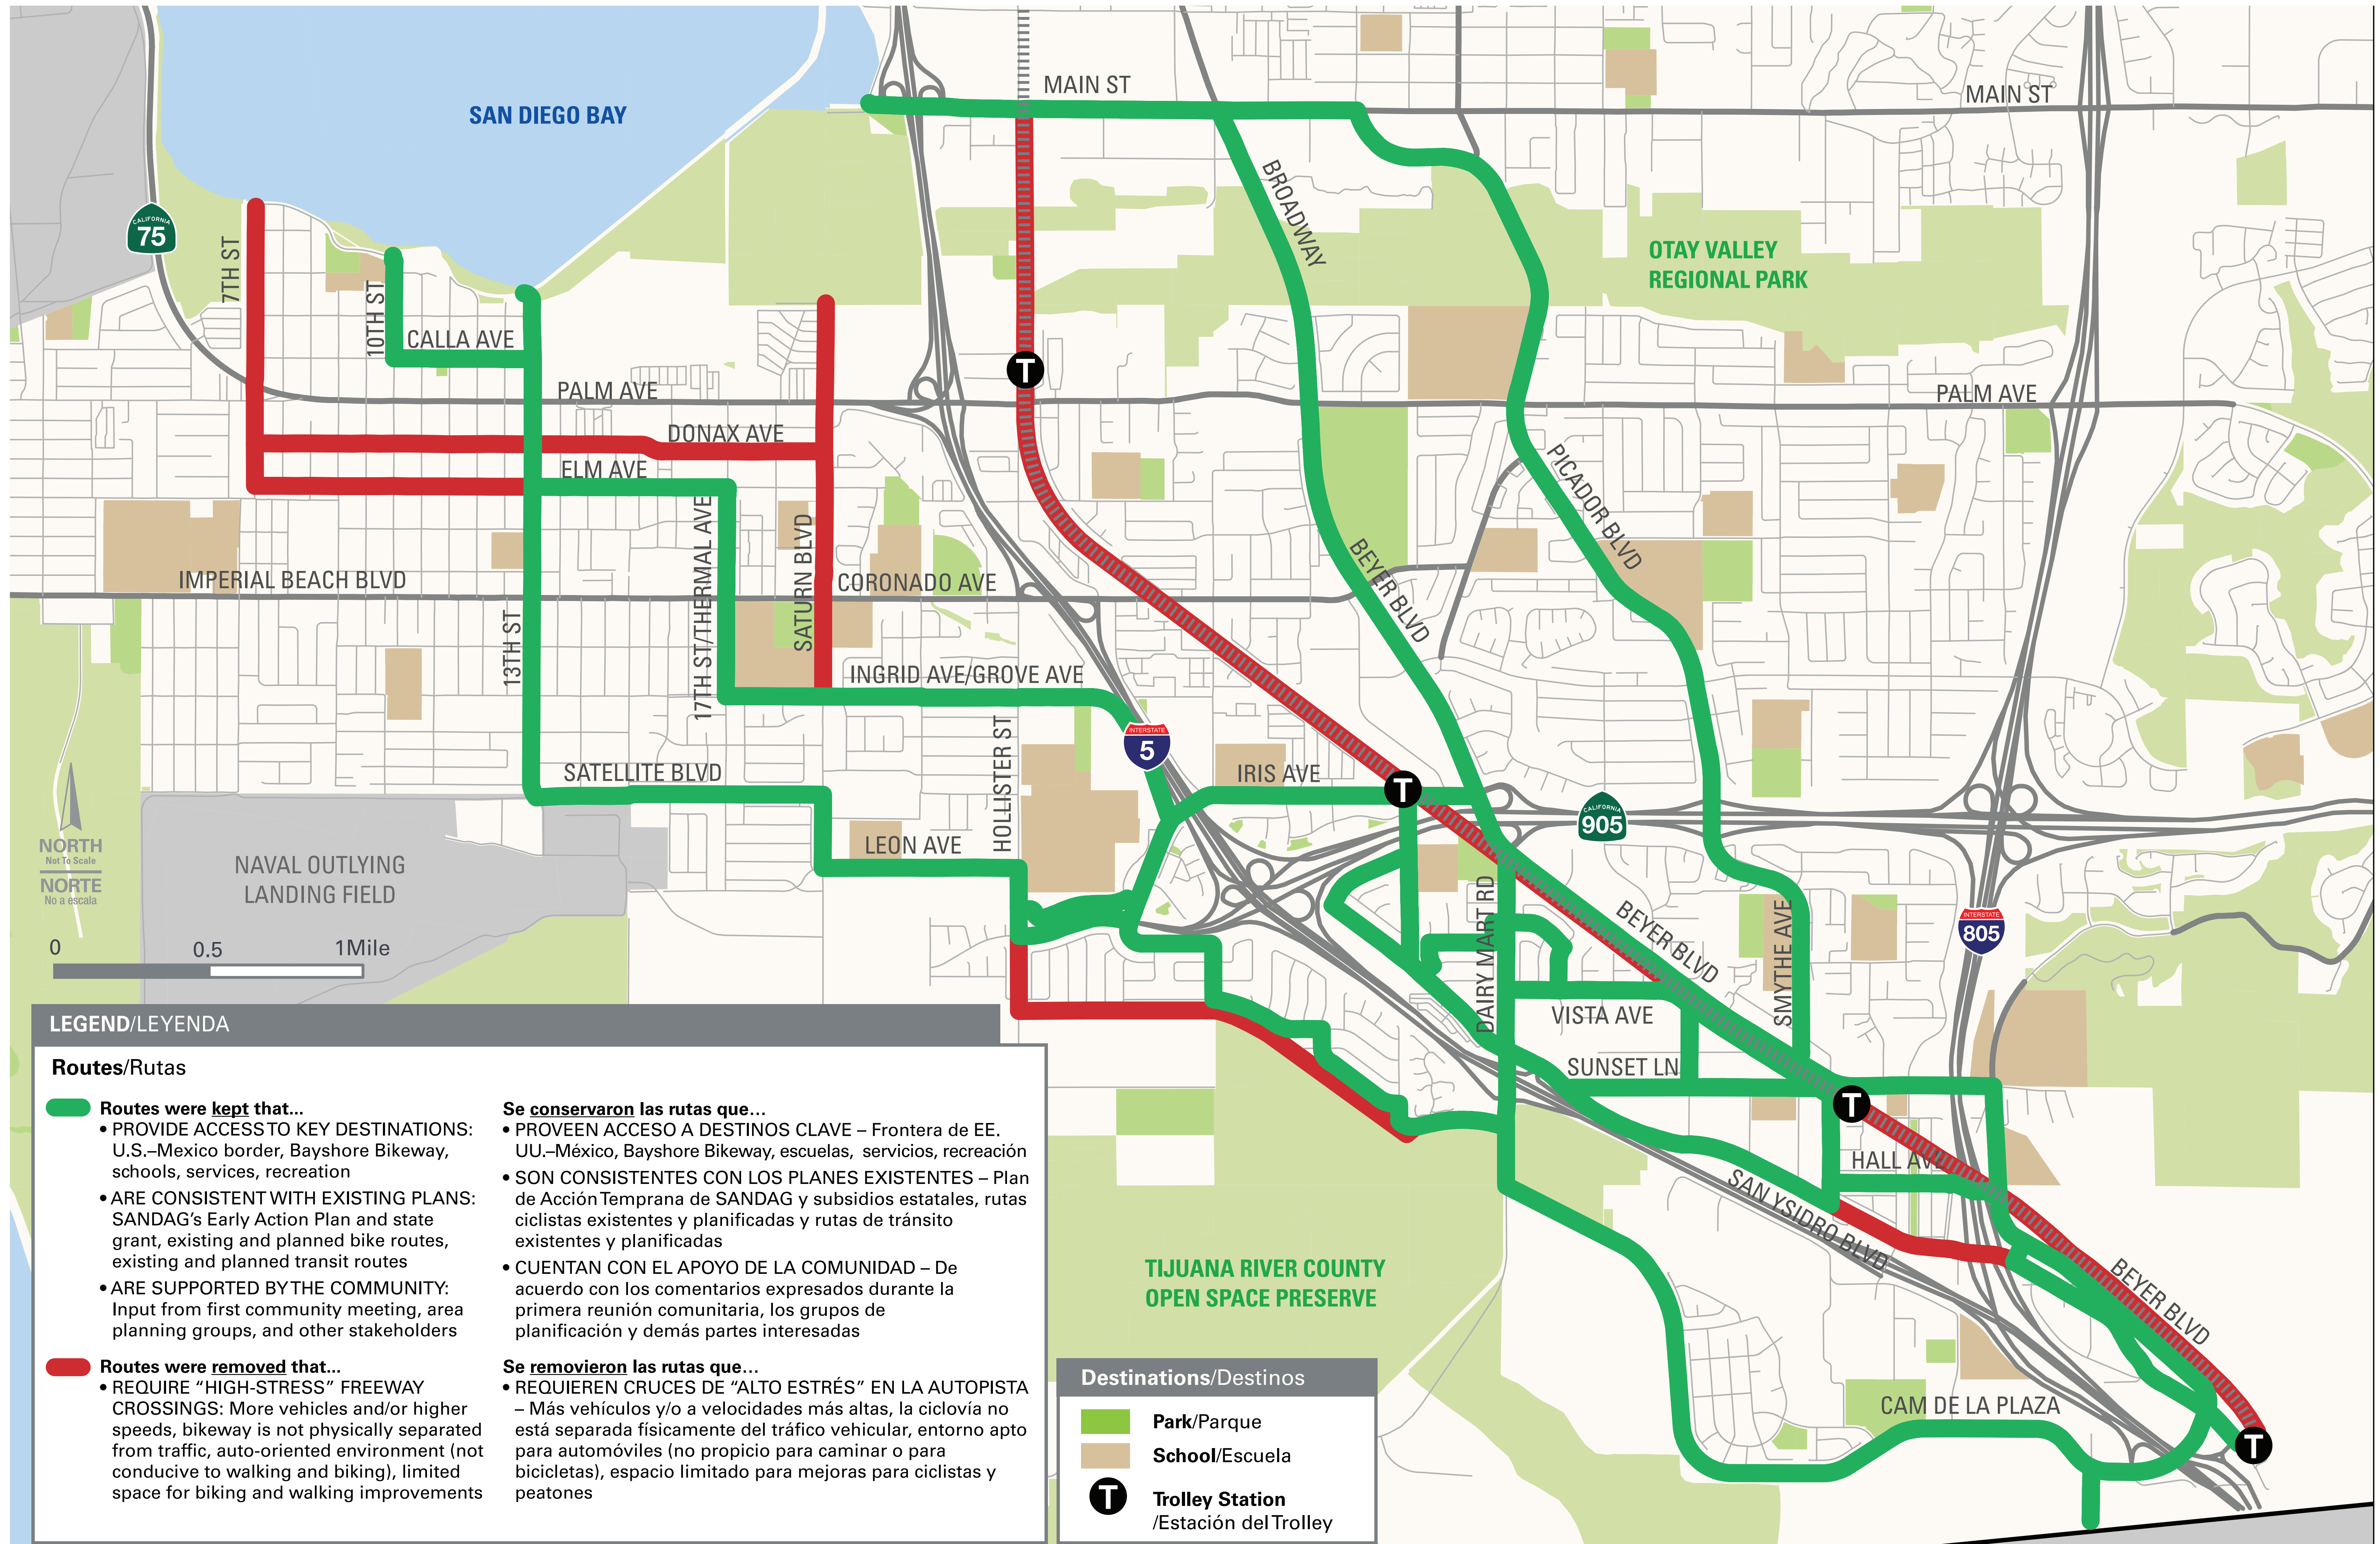 SAN DIEGO BAY
MAIN ST
MAIN ST
CALIFORNIA
75
7TH ST
10TH ST
CALLA AVE
BROADWAY
OTAY VALLEY
REGIONAL PARK
PALM AVE
PALM AVE
DONAX AVE
ELM AVE
T
PICADOR BLVD
BEYER BLVD
IMPERIAL BEACH BLVD
CORONADO AVE
13TH ST
17TH ST/THERMAL AVE
SATURN BLVD
INGRID AVE/GROVE AVE
HOLLISTER ST
INTERSTATE
5
SATELLITE BLVD
IRIS AVE
T
CALIFORNIA
905
LEON AVE
NAVAL OUTLYING
LANDING FIELD
NORTH
Not To Scale
NORTE
No a escala
0
0.5
1Mile
DAIRY MART RD
BEYER BLVD
SMYTHE AVE
INTERSTATE
805
VISTA AVE
SUNSET LN
T
HALL AVE
SAN YSIDRO BLVD
BEYER BLVD
TIJUANA RIVER COUNTY
OPEN SPACE PRESERVE
CAM DE LA PLAZA
T
LEGEND/LEYENDA
Routes/Rutas
Routes were kept that...
• PROVIDE ACCESS TO KEY DESTINATIONS:
U.S.–Mexico border, Bayshore Bikeway,
schools, services, recreation
• ARE CONSISTENT WITH EXISTING PLANS:
SANDAG's Early Action Plan and state
grant, existing and planned bike routes,
existing and planned transit routes
• ARE SUPPORTED BY THE COMMUNITY:
Input from first community meeting, area
planning groups, and other stakeholders
Routes were removed that...
• REQUIRE “HIGH-STRESS” FREEWAY
CROSSINGS: More vehicles and/or higher
speeds, bikeway is not physically separated
from traffic, auto-oriented environment (not
conducive to walking and biking), limited
space for biking and walking improvements
Se conservaron las rutas que…
• PROVEEN ACCESO A DESTINOS CLAVE – Frontera de EE.
UU.–México, Bayshore Bikeway, escuelas, servicios, recreación
• SON CONSISTENTES CON LOS PLANES EXISTENTES – Plan
de Acción Temprana de SANDAG y subsidios estatales, rutas
ciclistas existentes y planificadas y rutas de tránsito
existentes y planificadas
• CUENTAN CON EL APOYO DE LA COMUNIDAD – De
acuerdo con los comentarios expresados durante la
primera reunión comunitaria, los grupos de
planificación y demás partes interesadas
Se removieron las rutas que…
• REQUIEREN CRUCES DE “ALTO ESTRÉS” EN LA AUTOPISTA
– Más vehículos y/o a velocidades más altas, la ciclovía no
está separada físicamente del tráfico vehicular, entorno apto
para automóviles (no propicio para caminar o para
bicicletas), espacio limitado para mejoras para ciclistas y
peatones
Destinations/Destinos
Park/Parque
School/Escuela
T
Trolley Station
/Estación del Trolley